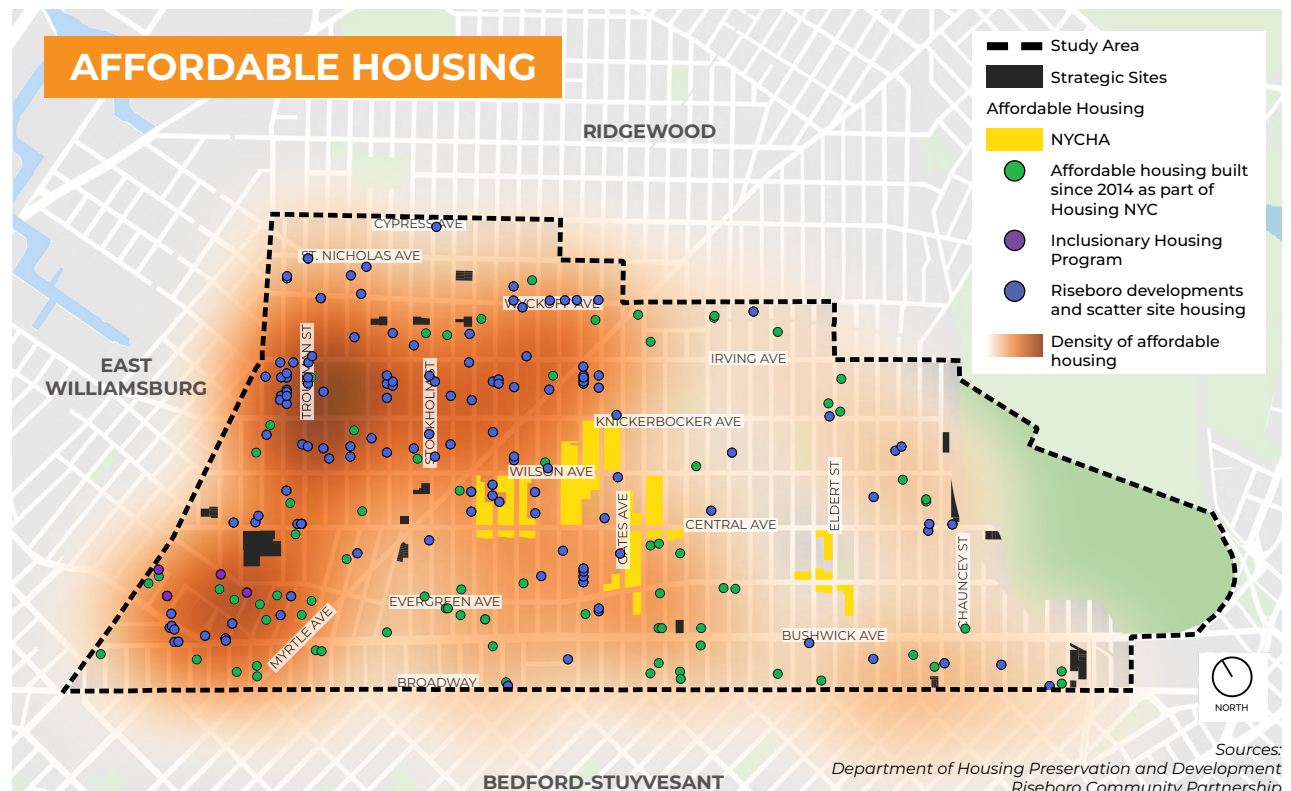 AFFORDABLE HOUSING
Study Area
Strategic Sites
Affordable Housing
NYCHA
Affordable housing built
since 2014 as part of
Housing NYC
Inclusionary Housing
Program
Riseboro developments
and scatter site housing
Density of affordable
housing
RIDGEWOOD
CYPRESS AVE
ST. NICHOLAS AVE
WYCKOFF AVE
IRVING AVE
EAST
WILLIAMSBURG
TROUTMAN ST
STOCKHOLM ST
KNICKERBOCKER AVE
WILSON AVE
GATES AVE
CENTRAL AVE
ELDERT ST
CHAUNCEY ST
EVERGREEN AVE
MYRTLE AVE
BUSHWICK AVE
BROADWAY
NORTH
BEDFORD-STUYVESANT
Sources:
Department of Housing Preservation and Development
Riseboro Community Partnership